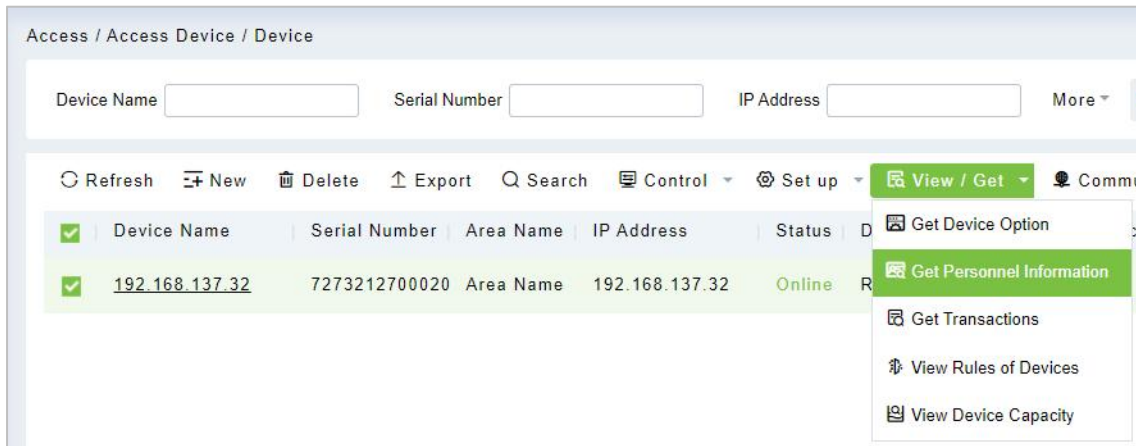 Access / Access Device / Device
Device Name Serial Number IP Address More
Refresh New Delete Export Search Control Set up View / Get Commu
Device Name Serial Number Area Name IP Address Status D
192.168.137.32 7273212700020 Area Name 192.168.137.32 Online R
Get Device Option
Get Personnel Information
Get Transactions
View Rules of Devices
View Device Capacity